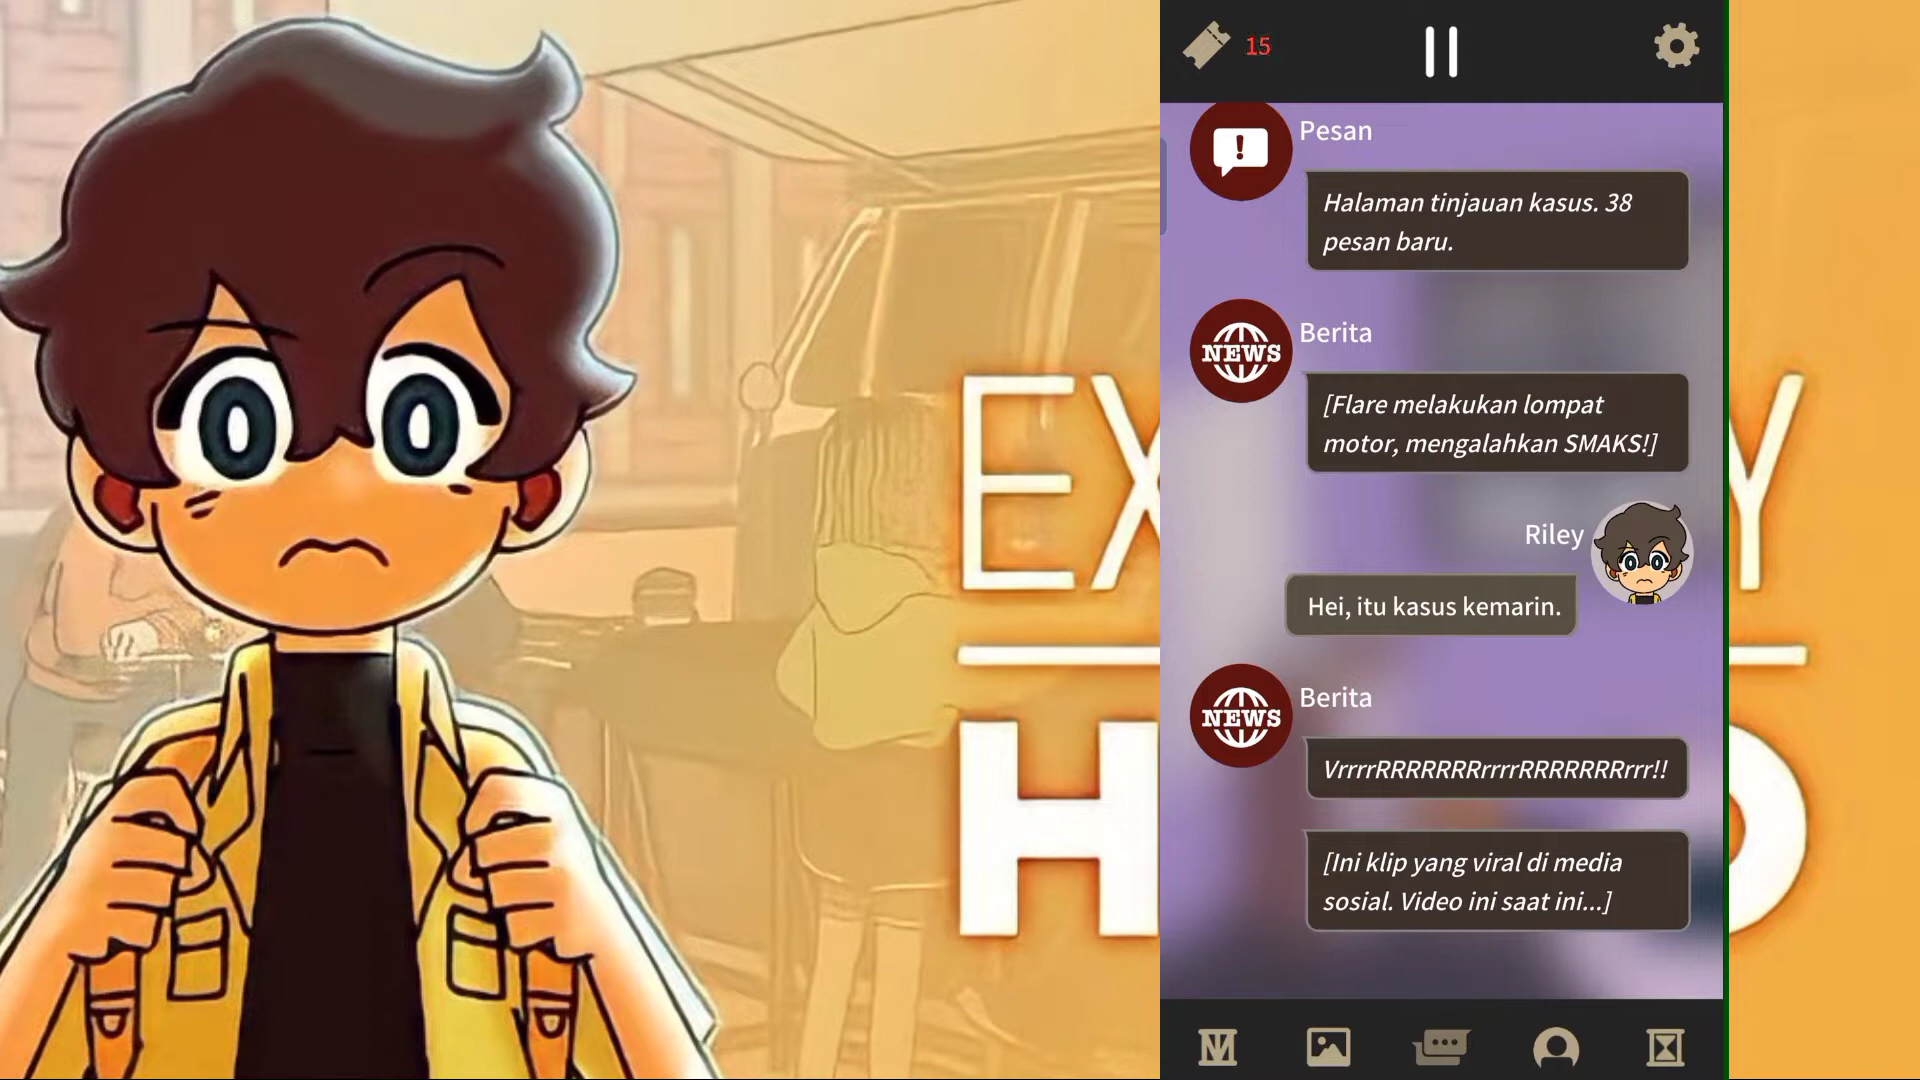 15
Pesan
Halaman tinjauan kasus. 38
pesan baru.
NEWS
Berita
[Flare melakukan lompat
motor, mengalahkan SMAKS!]
Riley
Hei, itu kasus kemarin.
NEWS
Berita
VrrrrRRRRRRRrrrrRRRRRRRrrr!!
[Ini klip yang viral di media
sosial. Video ini saat ini...]